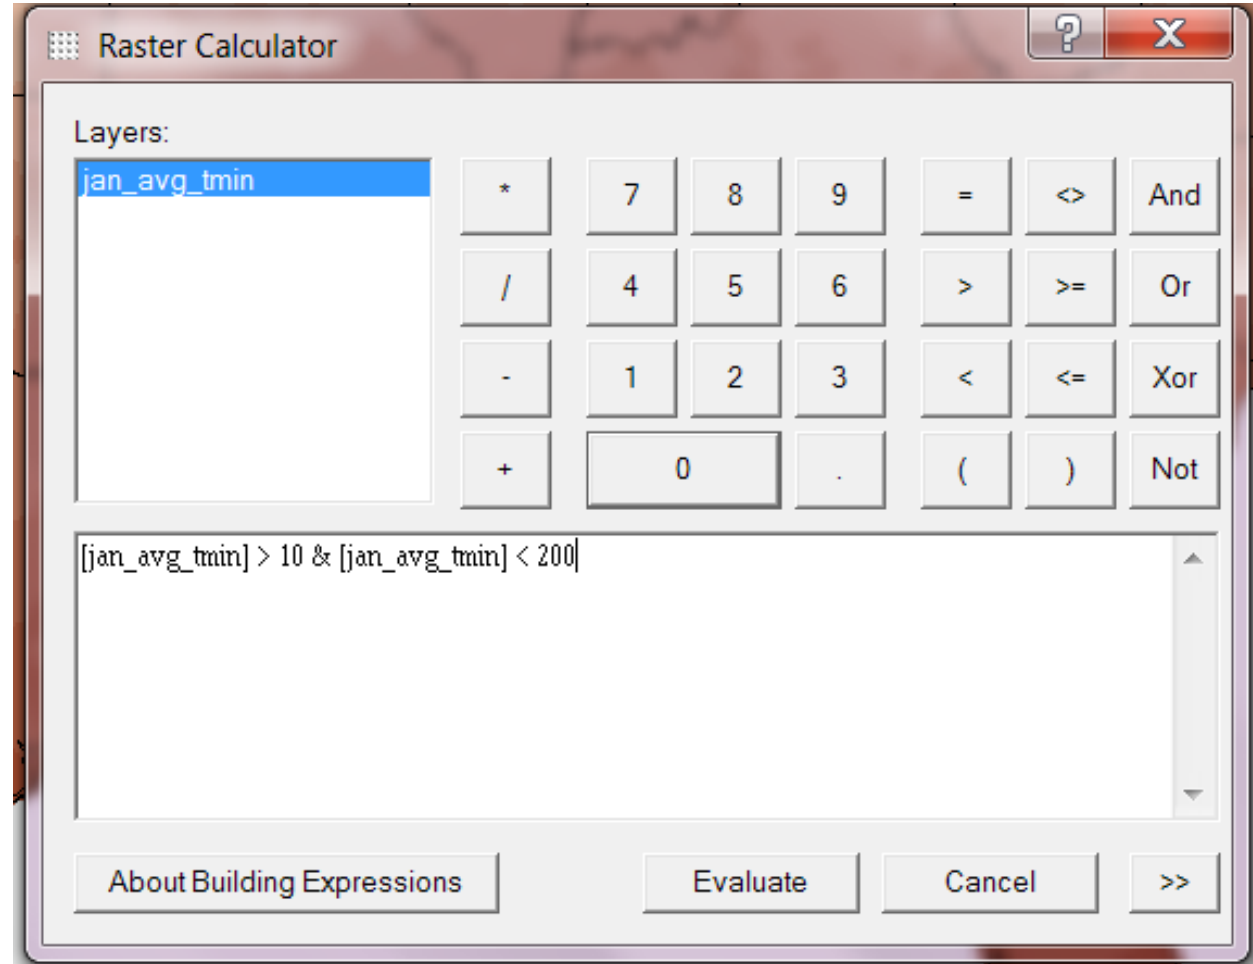 Raster Calculator
Layers:
jan_avg_tmin
* 7 8 9 = <> And
/ 4 5 6 > >= Or
- 1 2 3 < <= Xor
+ 0 . ( ) Not
[jan_avg_tmin] > 10 & [jan_avg_tmin] < 200
About Building Expressions Evaluate Cancel >>